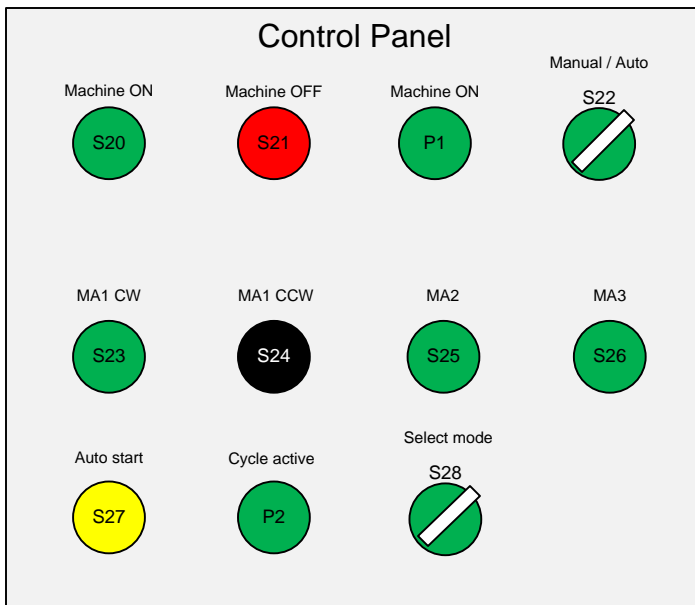 Control Panel
Manual / Auto
Machine ON
Machine OFF
Machine ON
S22
S20
S21
P1
MA1 CW
MA1 CCW
MA2
MA3
S23
S24
S25
S26
Select mode
Auto start
Cycle active
S28
S27
P2